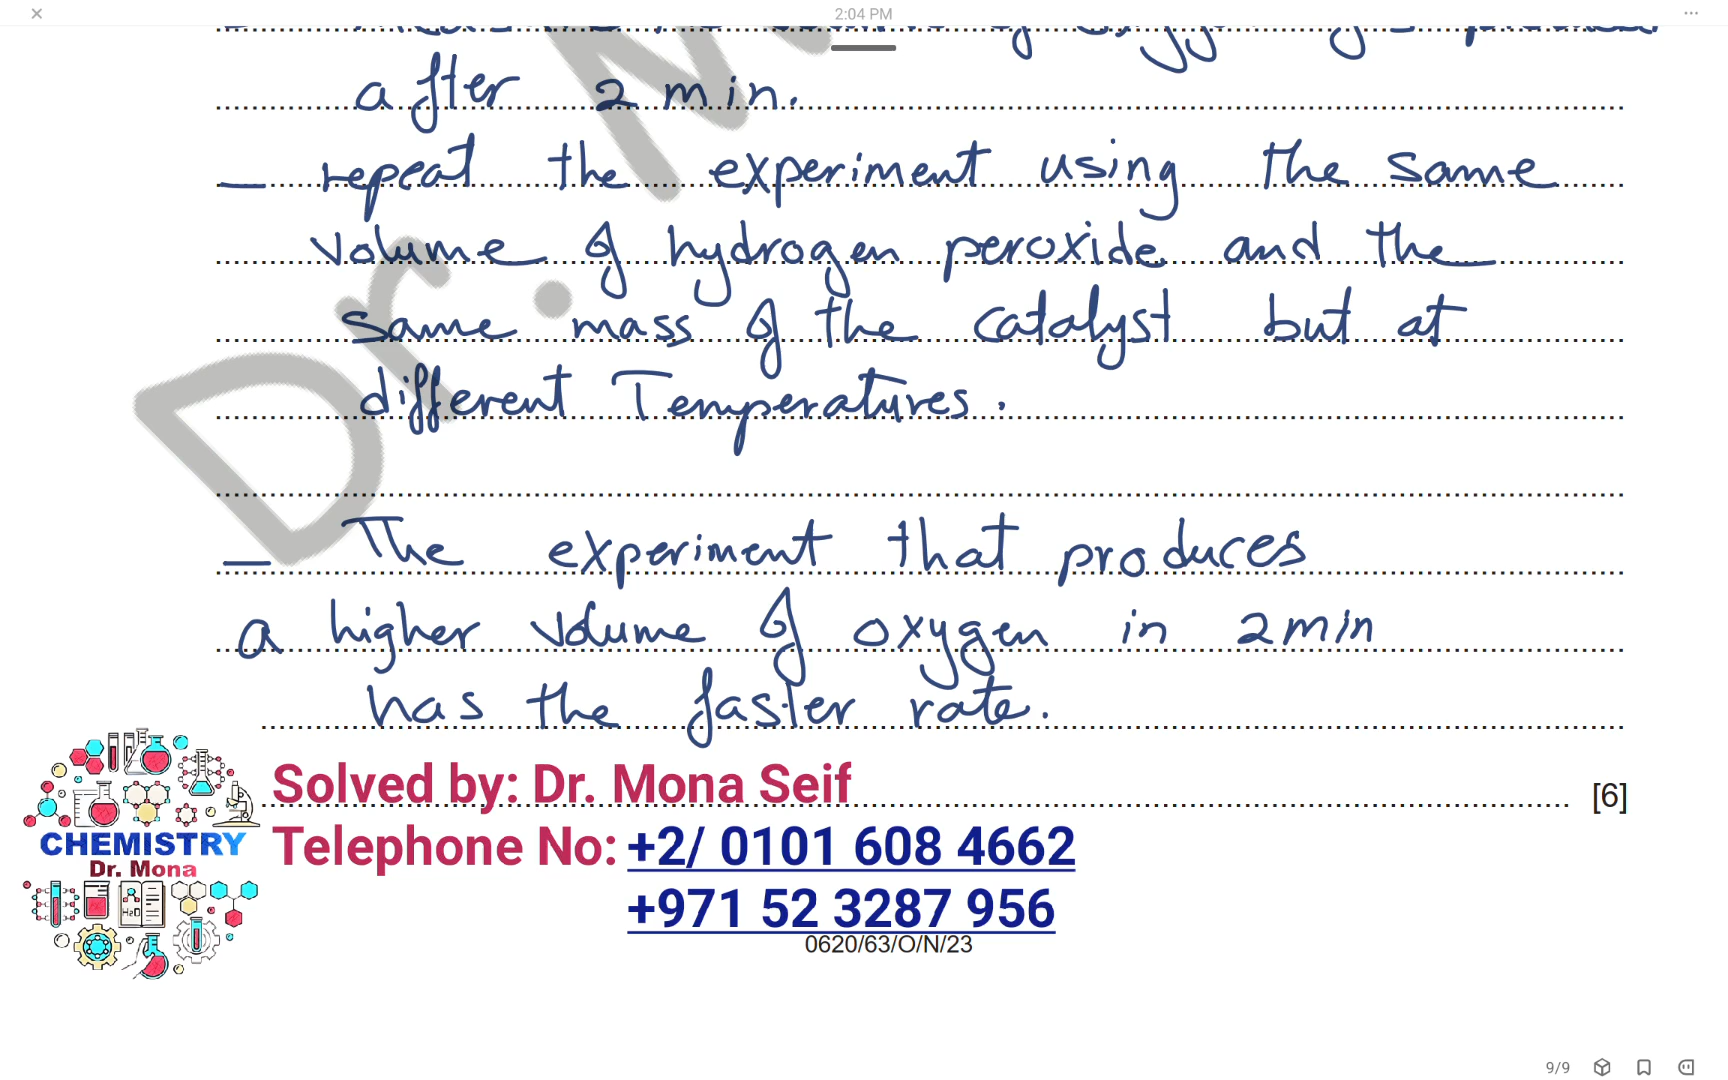 2:04 PM
after 2 min.
— repeat the experiment using the same
volume of hydrogen peroxide and the
same mass of the catalyst but at
different Temperatures.
— The experiment that produces
a higher volume of oxygen in 2min
has the faster rate.
Solved by: Dr. Mona Seif
[6]
Telephone No: +2/ 0101 608 4662
+971 52 3287 956
CHEMISTRY
Dr. Mona
H₂O
0620/63/O/N/23
9/9
Dr. M